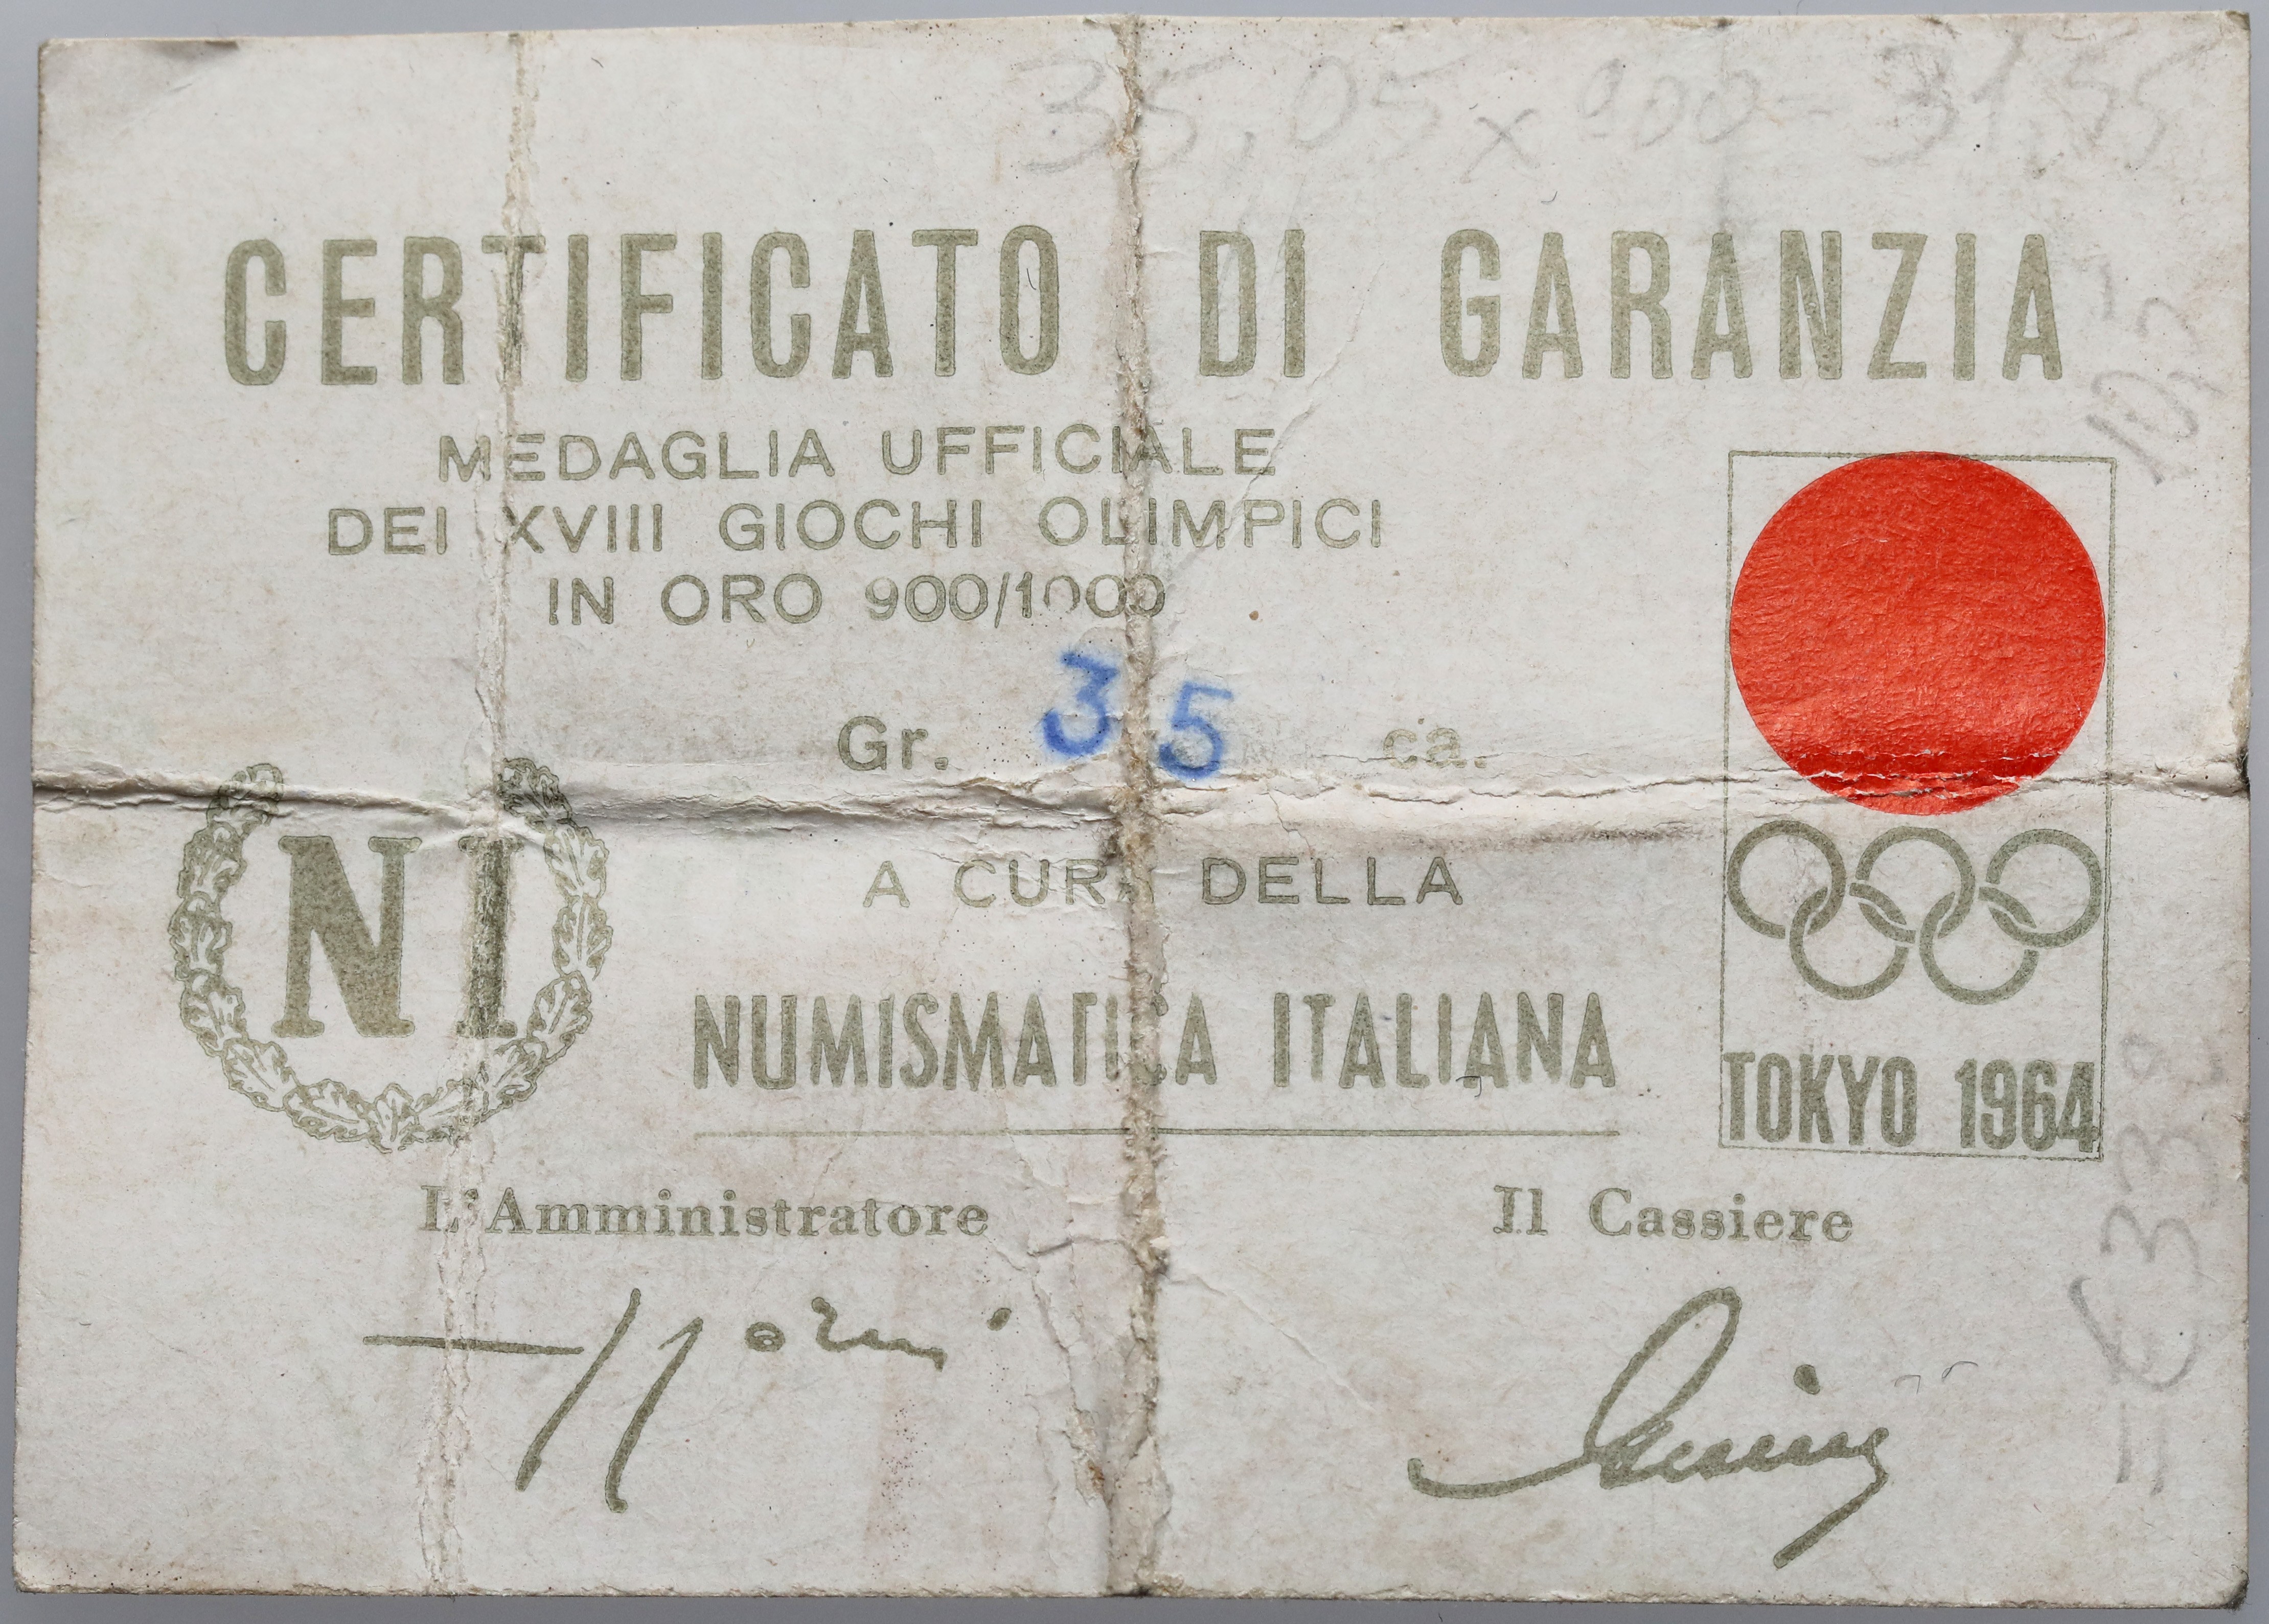 35,05 x 900 = 31,55
CERTIFICATO DI GARANZIA
MEDAGLIA UFFICIALE
DEI XVIII GIOCHI OLIMPICI
IN ORO 900/1000
Gr. 35 ca.
NI
A CURA DELLA
NUMISMATICA ITALIANA
TOKYO 1964
L'Amministratore
Il Cassiere